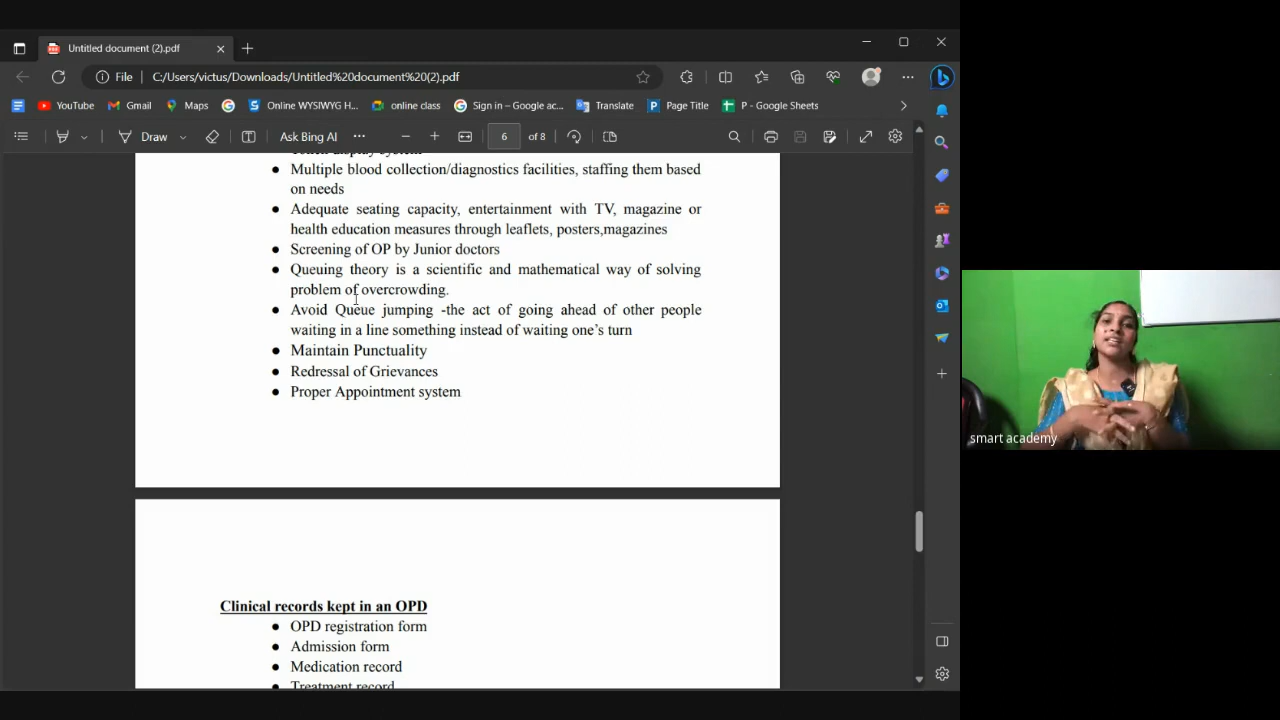 Untitled document (2).pdf
File C:/Users/victus/Downloads/Untitled%20document%20(2).pdf
YouTube Gmail Maps Online WYSIWYG H... online class Sign in – Google ac... Translate Page Title P - Google Sheets
Draw Ask Bing AI 6 of 8
● Multiple blood collection/diagnostics facilities, staffing them based
on needs
● Adequate seating capacity, entertainment with TV, magazine or
health education measures through leaflets, posters,magazines
● Screening of OP by Junior doctors
● Queuing theory is a scientific and mathematical way of solving
problem of overcrowding.
● Avoid Queue jumping -the act of going ahead of other people
waiting in a line something instead of waiting one’s turn
● Maintain Punctuality
● Redressal of Grievances
● Proper Appointment system
Clinical records kept in an OPD
● OPD registration form
● Admission form
● Medication record
● Treatment record
smart academy